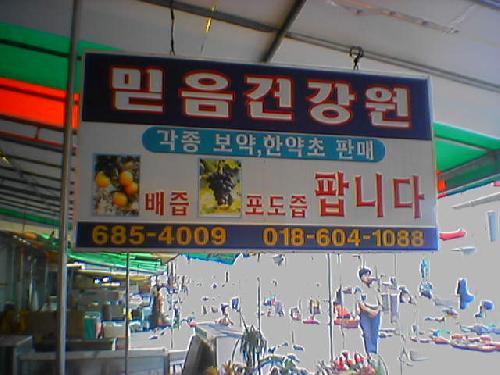 믿음건강원
각종 보약,한약초 판매
배즙 포도즙 팝니다
685-4009 018-604-1088